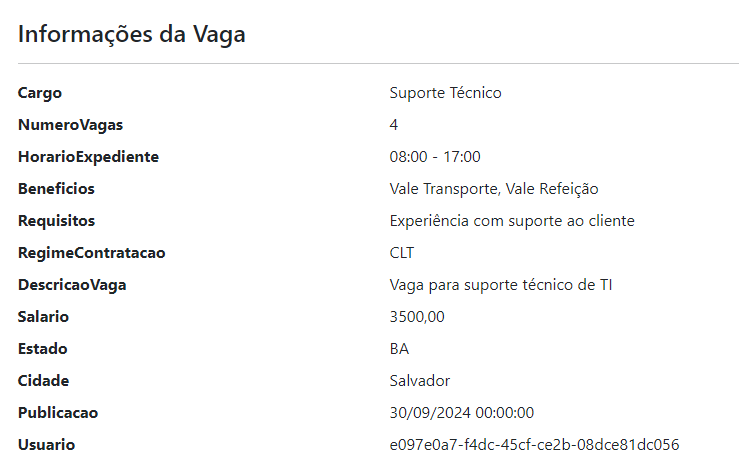 Informações da Vaga
Cargo Suporte Técnico
NumeroVagas 4
HorarioExpediente 08:00 - 17:00
Beneficios Vale Transporte, Vale Refeição
Requisitos Experiência com suporte ao cliente
RegimeContratacao CLT
DescricaoVaga Vaga para suporte técnico de TI
Salario 3500,00
Estado BA
Cidade Salvador
Publicacao 30/09/2024 00:00:00
Usuario e097e0a7-f4dc-45cf-ce2b-08dce81dc056